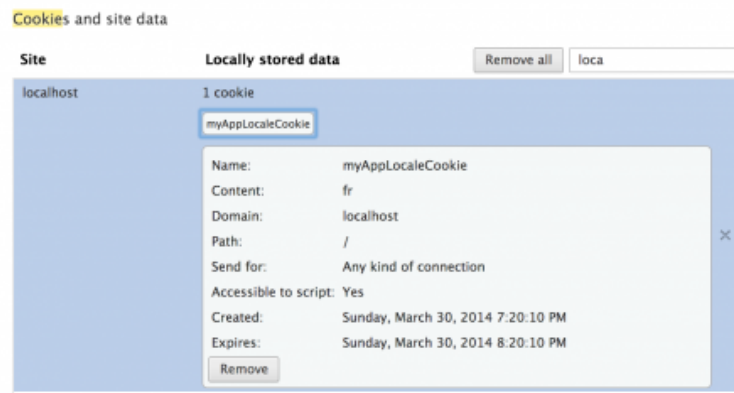 Cookies and site data
Site Locally stored data Remove all loca
localhost 1 cookie
myAppLocaleCookie
Name: myAppLocaleCookie
Content: fr
Domain: localhost
Path: /
Send for: Any kind of connection
Accessible to script: Yes
Created: Sunday, March 30, 2014 7:20:10 PM
Expires: Sunday, March 30, 2014 8:20:10 PM
Remove